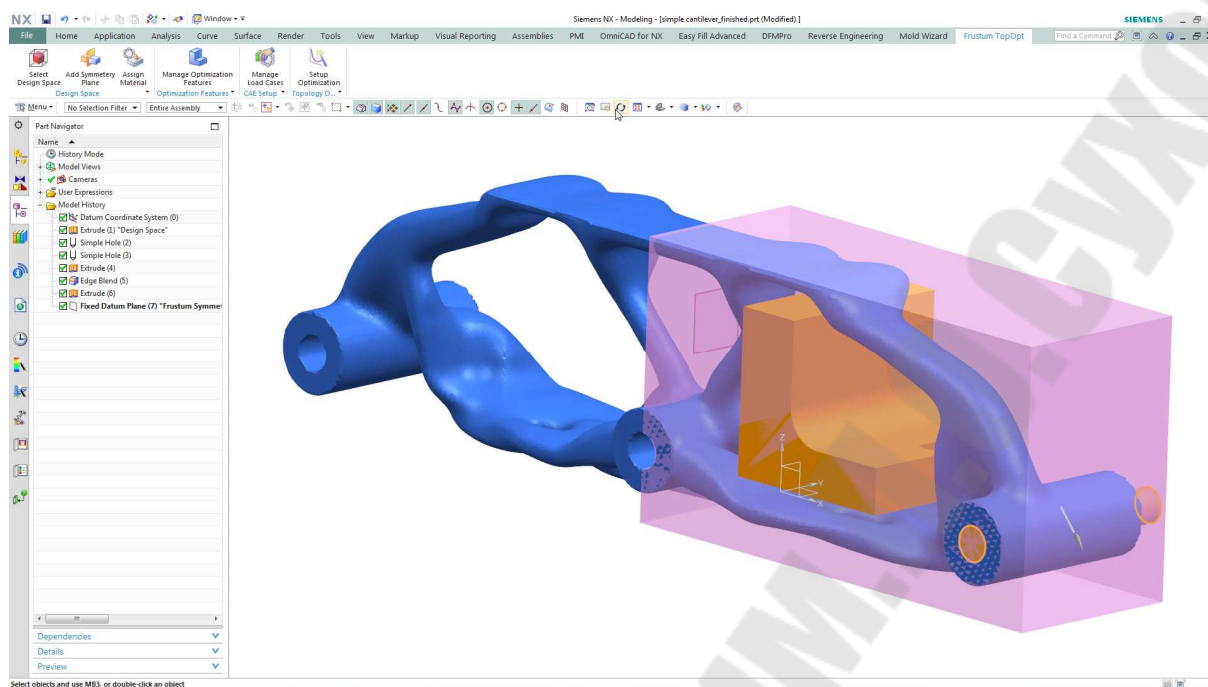 NX Window Siemens NX - Modeling - [simple cantilever_finished.prt (Modified) ] SIEMENS
File Home Application Analysis Curve Surface Render Tools View Markup Visual Reporting Assemblies PMI OmniCAD for NX Easy Fill Advanced DFMPro Reverse Engineering Mold Wizard Frustum TopOpt Find a Command
Select Design Space
Add Symmetery Plane
Assign Material
Manage Optimization Features
Manage Load Cases
Setup Optimization
Design Space Optimization Features CAE Setup Topology O...
Menu No Selection Filter Entire Assembly
Part Navigator
Name
History Mode
Model Views
Cameras
User Expressions
Model History
Datum Coordinate System (0)
Extrude (1) "Design Space"
Simple Hole (2)
Simple Hole (3)
Extrude (4)
Edge Blend (5)
Extrude (6)
Fixed Datum Plane (7) "Frustum Symmet
Z
Y
X
Dependencies
Details
Preview
Select objects and use MB3, or double-click an object